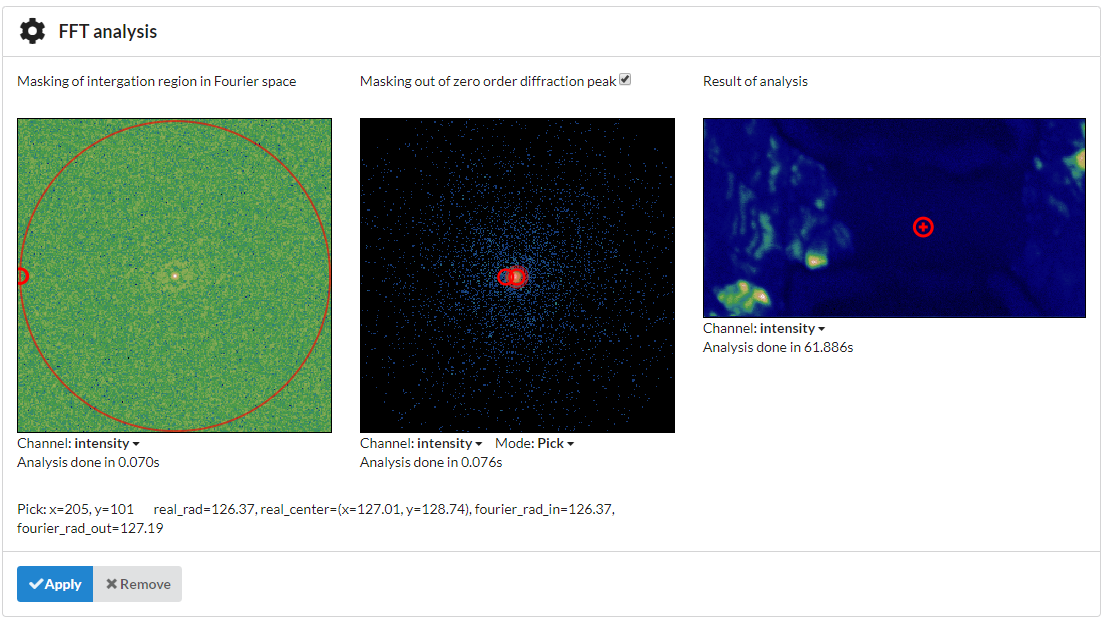 FFT analysis
Masking of intergation region in Fourier space
Masking out of zero order diffraction peak
Result of analysis
Channel: intensity
Analysis done in 0.070s
Channel: intensity Mode: Pick
Analysis done in 0.076s
Channel: intensity
Analysis done in 61.886s
Pick: x=205, y=101 real_rad=126.37, real_center=(x=127.01, y=128.74), fourier_rad_in=126.37,
fourier_rad_out=127.19
Apply
Remove